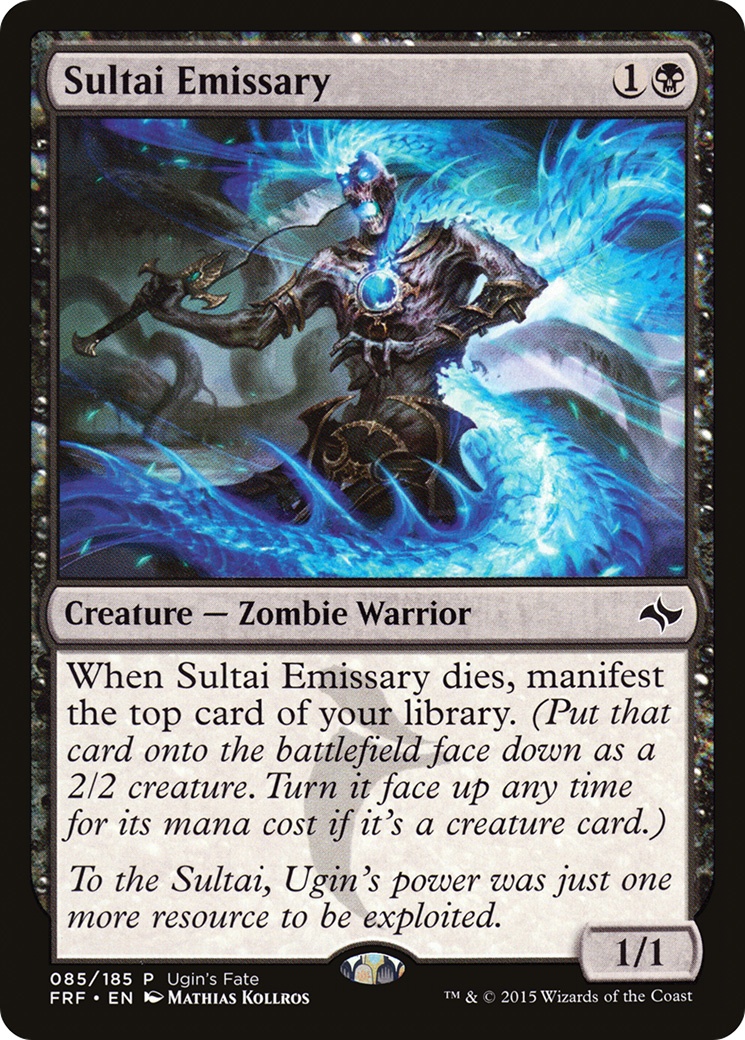 Sultai Emissary 1
Creature — Zombie Warrior
When Sultai Emissary dies, manifest
the top card of your library. (Put that
card onto the battlefield face down as a
2/2 creature. Turn it face up any time
for its mana cost if it's a creature card.)
To the Sultai, Ugin's power was just one
more resource to be exploited.
1/1
085/185 P Ugin's Fate
FRF • EN Mathias Kollros
™ & © 2015 Wizards of the Coast